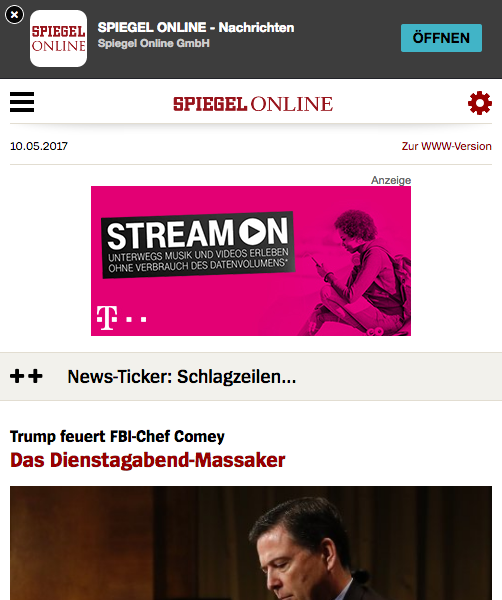 SPIEGEL
ONLINE
SPIEGEL ONLINE - Nachrichten
Spiegel Online GmbH
ÖFFNEN
SPIEGEL ONLINE
10.05.2017
Zur WWW-Version
Anzeige
STREAM ON
UNTERWEGS MUSIK UND VIDEOS ERLEBEN
OHNE VERBRAUCH DES DATENVOLUMENS*
T
++ News-Ticker: Schlagzeilen...
Trump feuert FBI-Chef Comey
Das Dienstagabend-Massaker